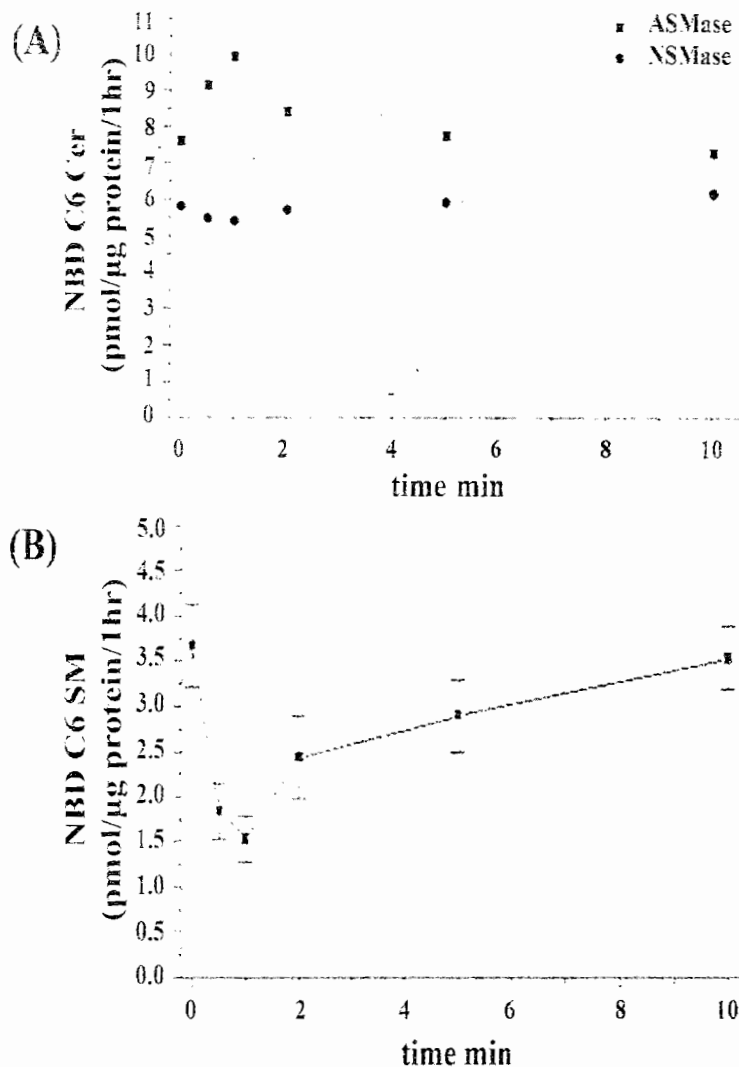 (A)
ASMase
NSMase
NBD C6 Cer
(pmol/µg protein/1hr)
11
10
9
8
7
6
5
4
3
2
1
0
0 2 4 6 8 10
time min
(B)
NBD C6 SM
(pmol/µg protein/1hr)
5.0
4.5
4.0
3.5
3.0
2.5
2.0
1.5
1.0
0.5
0.0
0 2 4 6 8 10
time min